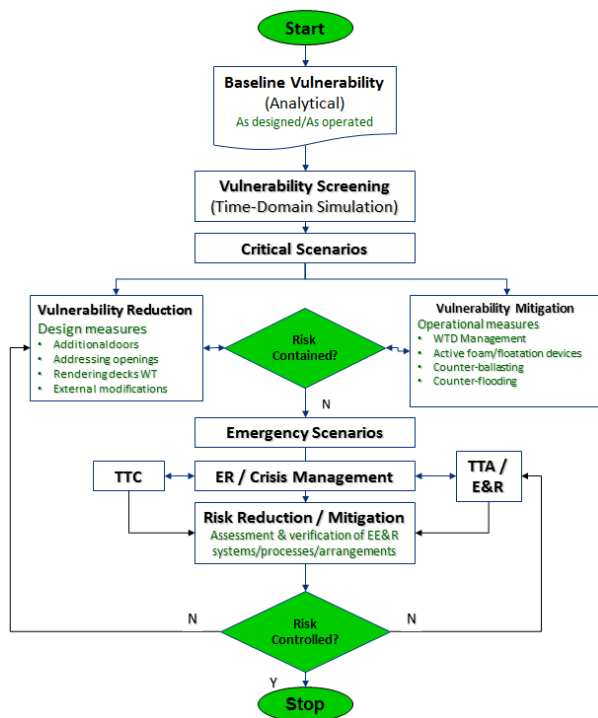 Start
Baseline Vulnerability
(Analytical)
As designed/As operated
Vulnerability Screening
(Time-Domain Simulation)
Critical Scenarios
Vulnerability Reduction
Design measures
• Additionaldoors
• Addressing openings
• Rendering decks WT
• External modifications
Risk
Contained?
Vulnerability Mitigation
Operational measures
• WTD Management
• Active foam/floatation devices
• Counter-ballasting
• Counter-flooding
N
Emergency Scenarios
TTC
ER / Crisis Management
TTA /
E&R
Risk Reduction / Mitigation
Assessment & verification of EE&R
systems/processes/arrangements
N
Risk
Controlled?
N
Y
Stop